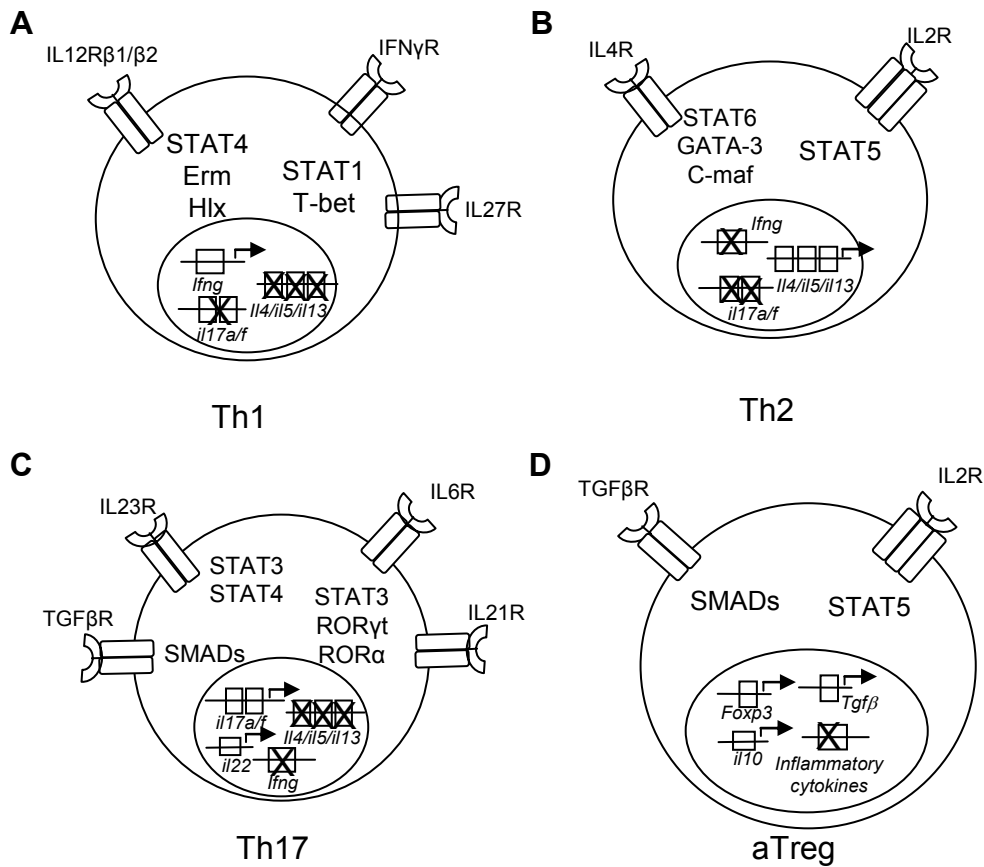 A
IL12Rβ1/β2
IFNγR
STAT4
Erm
Hlx
STAT1
T-bet
IL27R
Ifng
il17a/f
Il4/il5/il13
Th1
B
IL4R
IL2R
STAT6
GATA-3
C-maf
STAT5
Ifng
Il4/il5/il13
il17a/f
Th2
C
IL23R
IL6R
STAT3
STAT4
STAT3
RORγt
RORα
TGFβR
IL21R
SMADs
il17a/f
Il4/il5/il13
il22
Ifng
Th17
D
TGFβR
IL2R
SMADs
STAT5
Foxp3
Tgfβ
il10
Inflammatory
cytokines
aTreg